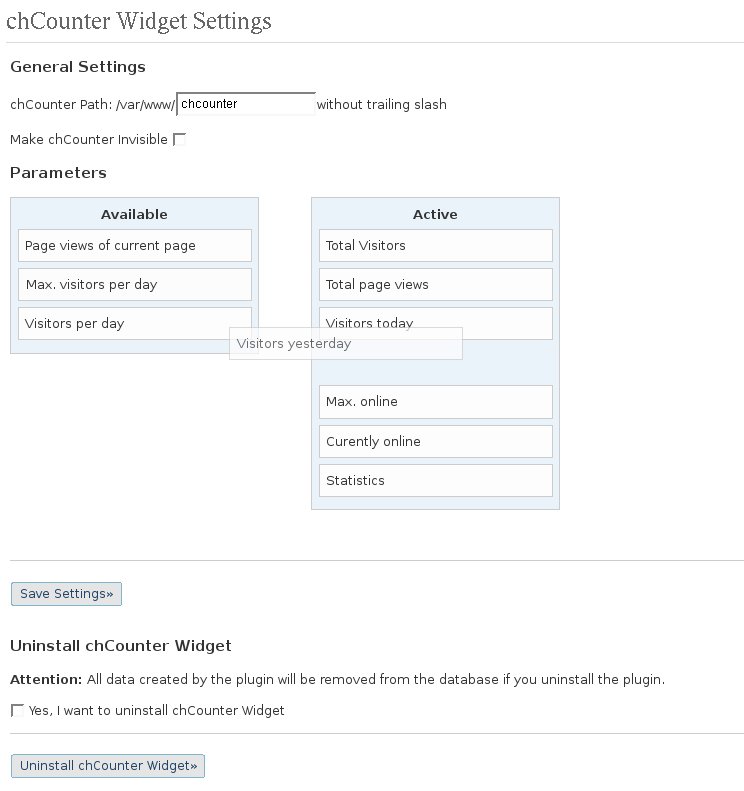 chCounter Widget Settings
General Settings
chCounter Path: /var/www/ chcounter without trailing slash
Make chCounter Invisible
Parameters
Available
Page views of current page
Max. visitors per day
Visitors per day
Active
Total Visitors
Total page views
Visitors today
Visitors yesterday
Max. online
Curently online
Statistics
Save Settings»
Uninstall chCounter Widget
Attention: All data created by the plugin will be removed from the database if you uninstall the plugin.
Yes, I want to uninstall chCounter Widget
Uninstall chCounter Widget»